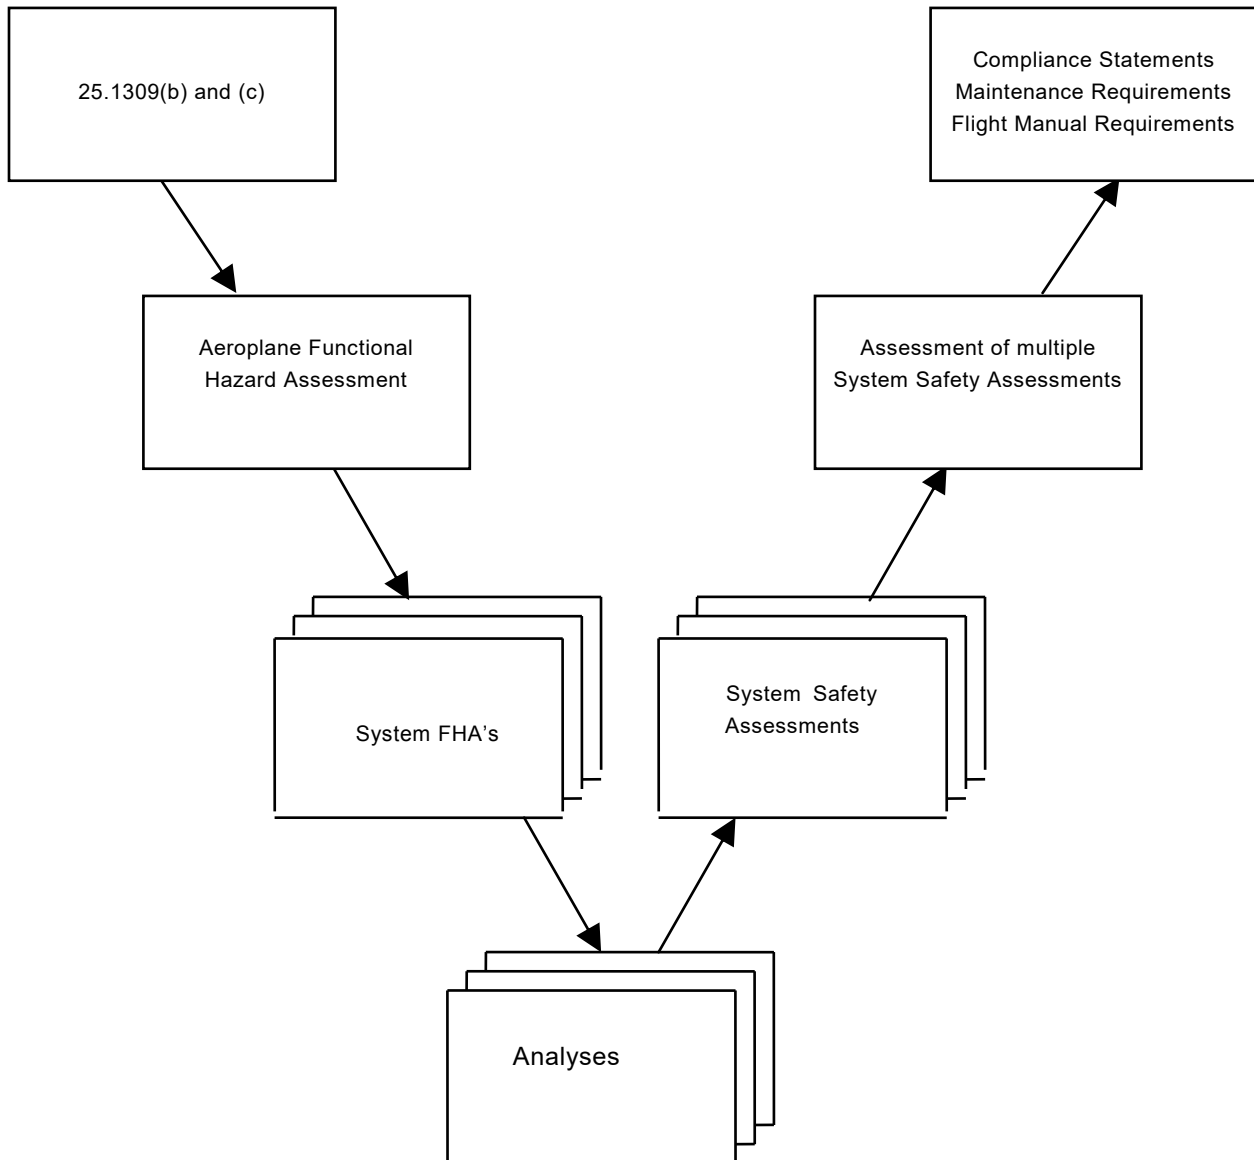 25.1309(b) and (c)
Compliance Statements
Maintenance Requirements
Flight Manual Requirements
Aeroplane Functional
Hazard Assessment
Assessment of multiple
System Safety Assessments
System FHA’s
System Safety
Assessments
Analyses